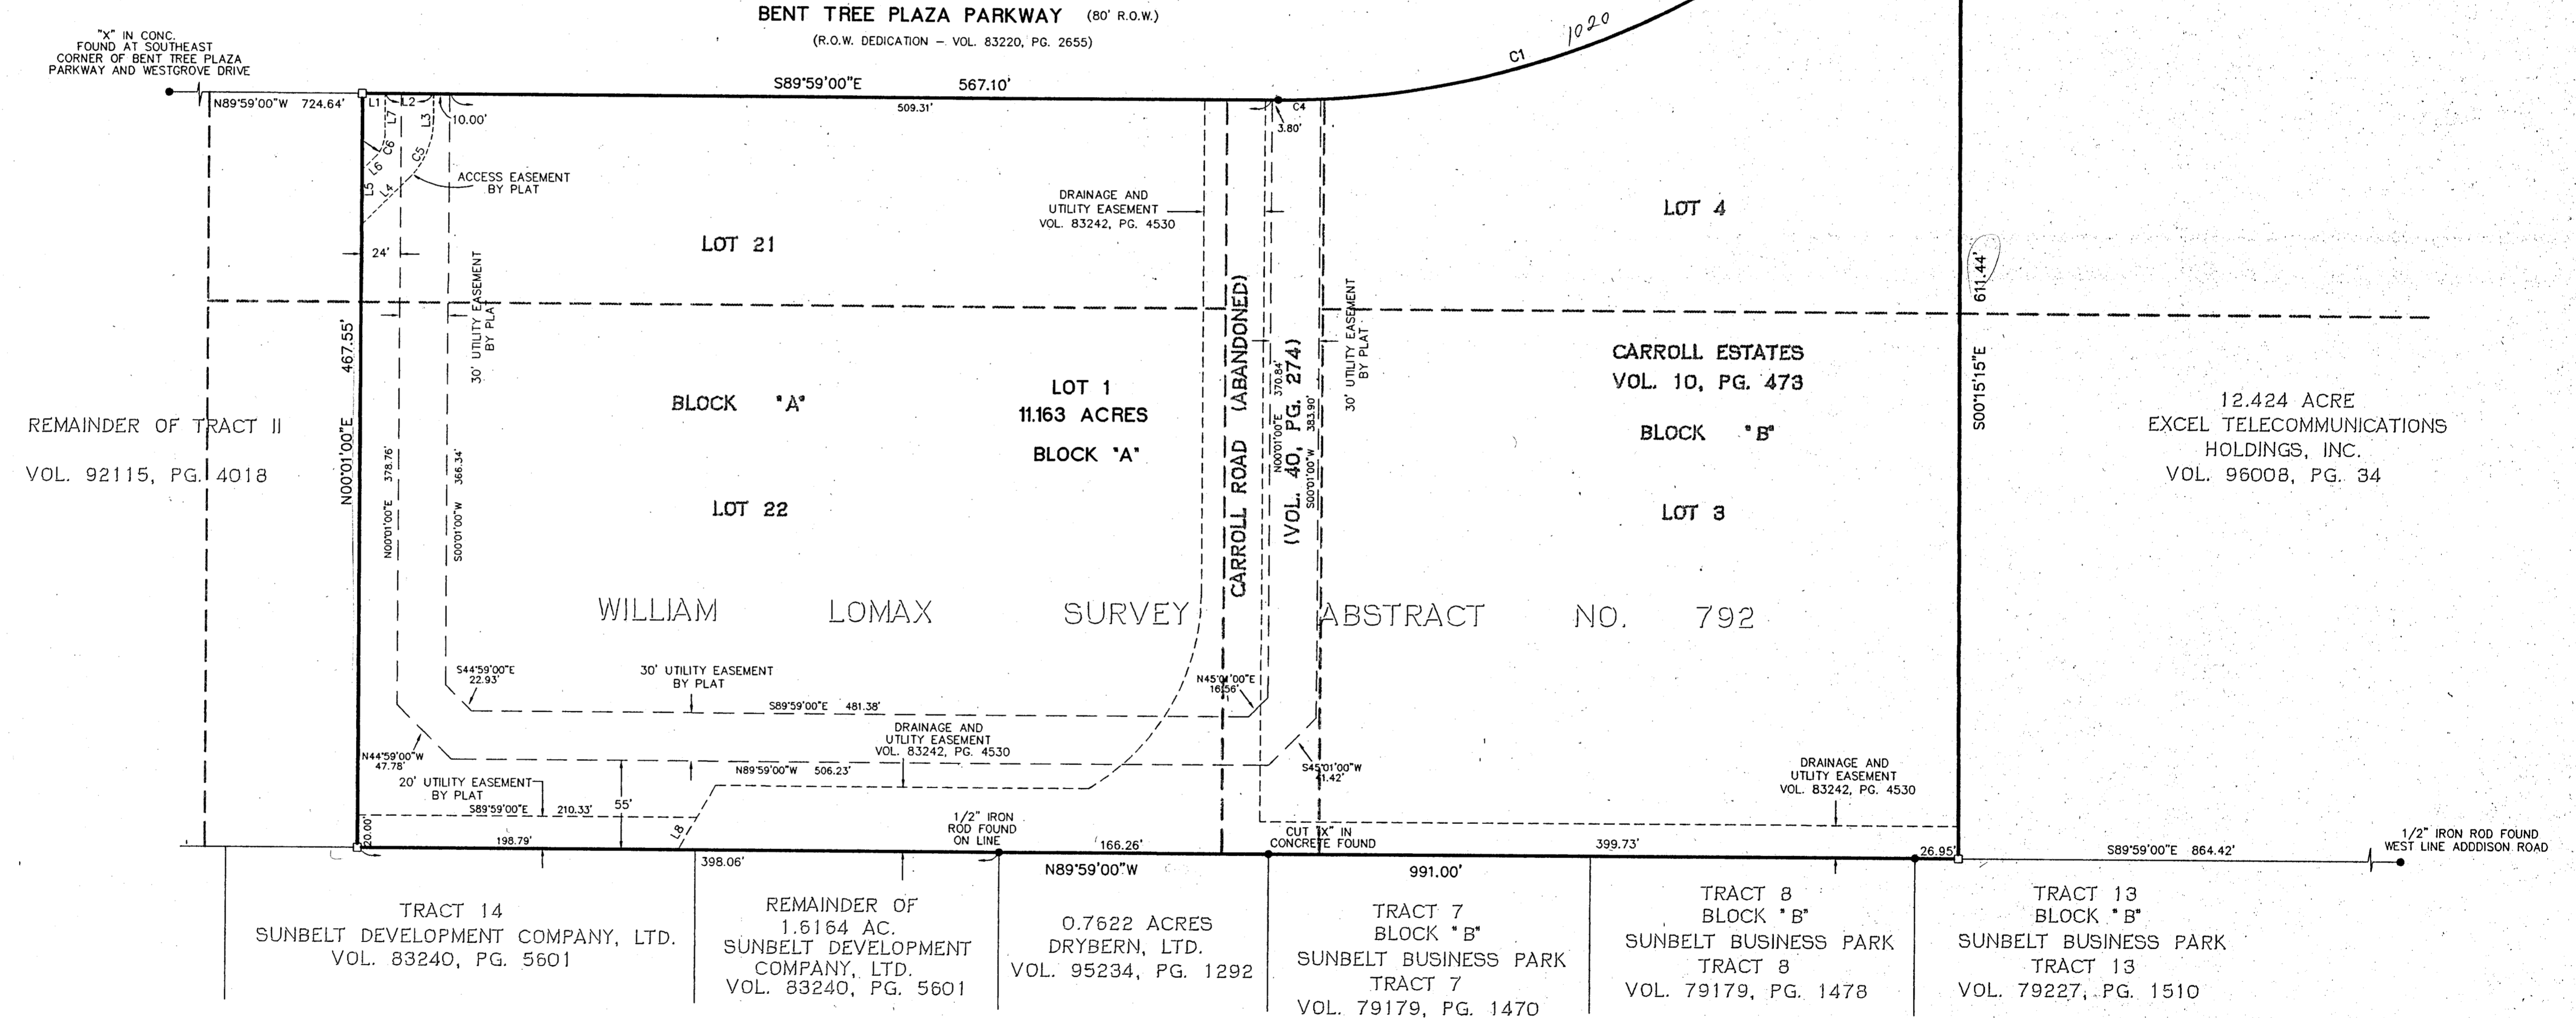 BENT TREE PLAZA PARKWAY (80' R.O.W.)
(R.O.W. DEDICATION - VOL. 83220, PG. 2655)
"X" IN CONC.
FOUND AT SOUTHEAST
CORNER OF BENT TREE PLAZA
PARKWAY AND WESTGROVE DRIVE
1020
C1
N89°59'00"W 724.64'
S89°59'00"E 567.10'
509.31'
L1
L2
L7
L3
10.00'
C6
C5
L6
L5
L4
C4
3.80'
ACCESS EASEMENT
BY PLAT
DRAINAGE AND
UTILITY EASEMENT
VOL. 83242, PG. 4530
LOT 4
LOT 21
24'
30' UTILITY EASEMENT
BY PLAT
CARROLL ROAD (ABANDONED)
(VOL. 40, PG. 274)
N00°01'00"E 370.84'
S00°01'00"W 383.90'
30' UTILITY EASEMENT
BY PLAT
611.44'
S00°15'15"E
467.55'
N00°01'00"E
CARROLL ESTATES
VOL. 10, PG. 473
BLOCK "B"
LOT 3
REMAINDER OF TRACT II
VOL. 92115, PG. 4018
BLOCK "A"
LOT 1
11.163 ACRES
BLOCK "A"
LOT 22
12.424 ACRE
EXCEL TELECOMMUNICATIONS
HOLDINGS, INC.
VOL. 96008, PG. 34
N00°01'00"E 378.76'
S00°01'00"W 366.34'
WILLIAM LOMAX SURVEY ABSTRACT NO. 792
S44°59'00"E
22.93'
30' UTILITY EASEMENT
BY PLAT
S89°59'00"E 481.38'
N45°01'00"E
16.56'
DRAINAGE AND
UTLITY EASEMENT
VOL. 83242, PG. 4530
N44°59'00"W
47.78'
N89°59'00"W 506.23'
S45°01'00"W
41.42'
20' UTILITY EASEMENT
BY PLAT
S89°59'00"E 210.33'
55'
DRAINAGE AND
UTLITY EASEMENT
VOL. 83242, PG. 4530
20.00'
198.79'
L8
398.06'
1/2" IRON
ROD FOUND
ON LINE
166.26'
N89°59'00"W
CUT "X" IN
CONCRETE FOUND
991.00'
399.73'
26.95'
S89°59'00"E 864.42'
1/2" IRON ROD FOUND
WEST LINE ADDDISON ROAD
TRACT 14
SUNBELT DEVELOPMENT COMPANY, LTD.
VOL. 83240, PG. 5601
REMAINDER OF
1.6164 AC.
SUNBELT DEVELOPMENT
COMPANY, LTD.
VOL. 83240, PG. 5601
0.7622 ACRES
DRYBERN, LTD.
VOL. 95234, PG. 1292
TRACT 7
BLOCK "B"
SUNBELT BUSINESS PARK
TRACT 7
VOL. 79179, PG. 1470
TRACT 8
BLOCK "B"
SUNBELT BUSINESS PARK
TRACT 8
VOL. 79179, PG. 1478
TRACT 13
BLOCK "B"
SUNBELT BUSINESS PARK
TRACT 13
VOL. 79227, PG. 1510